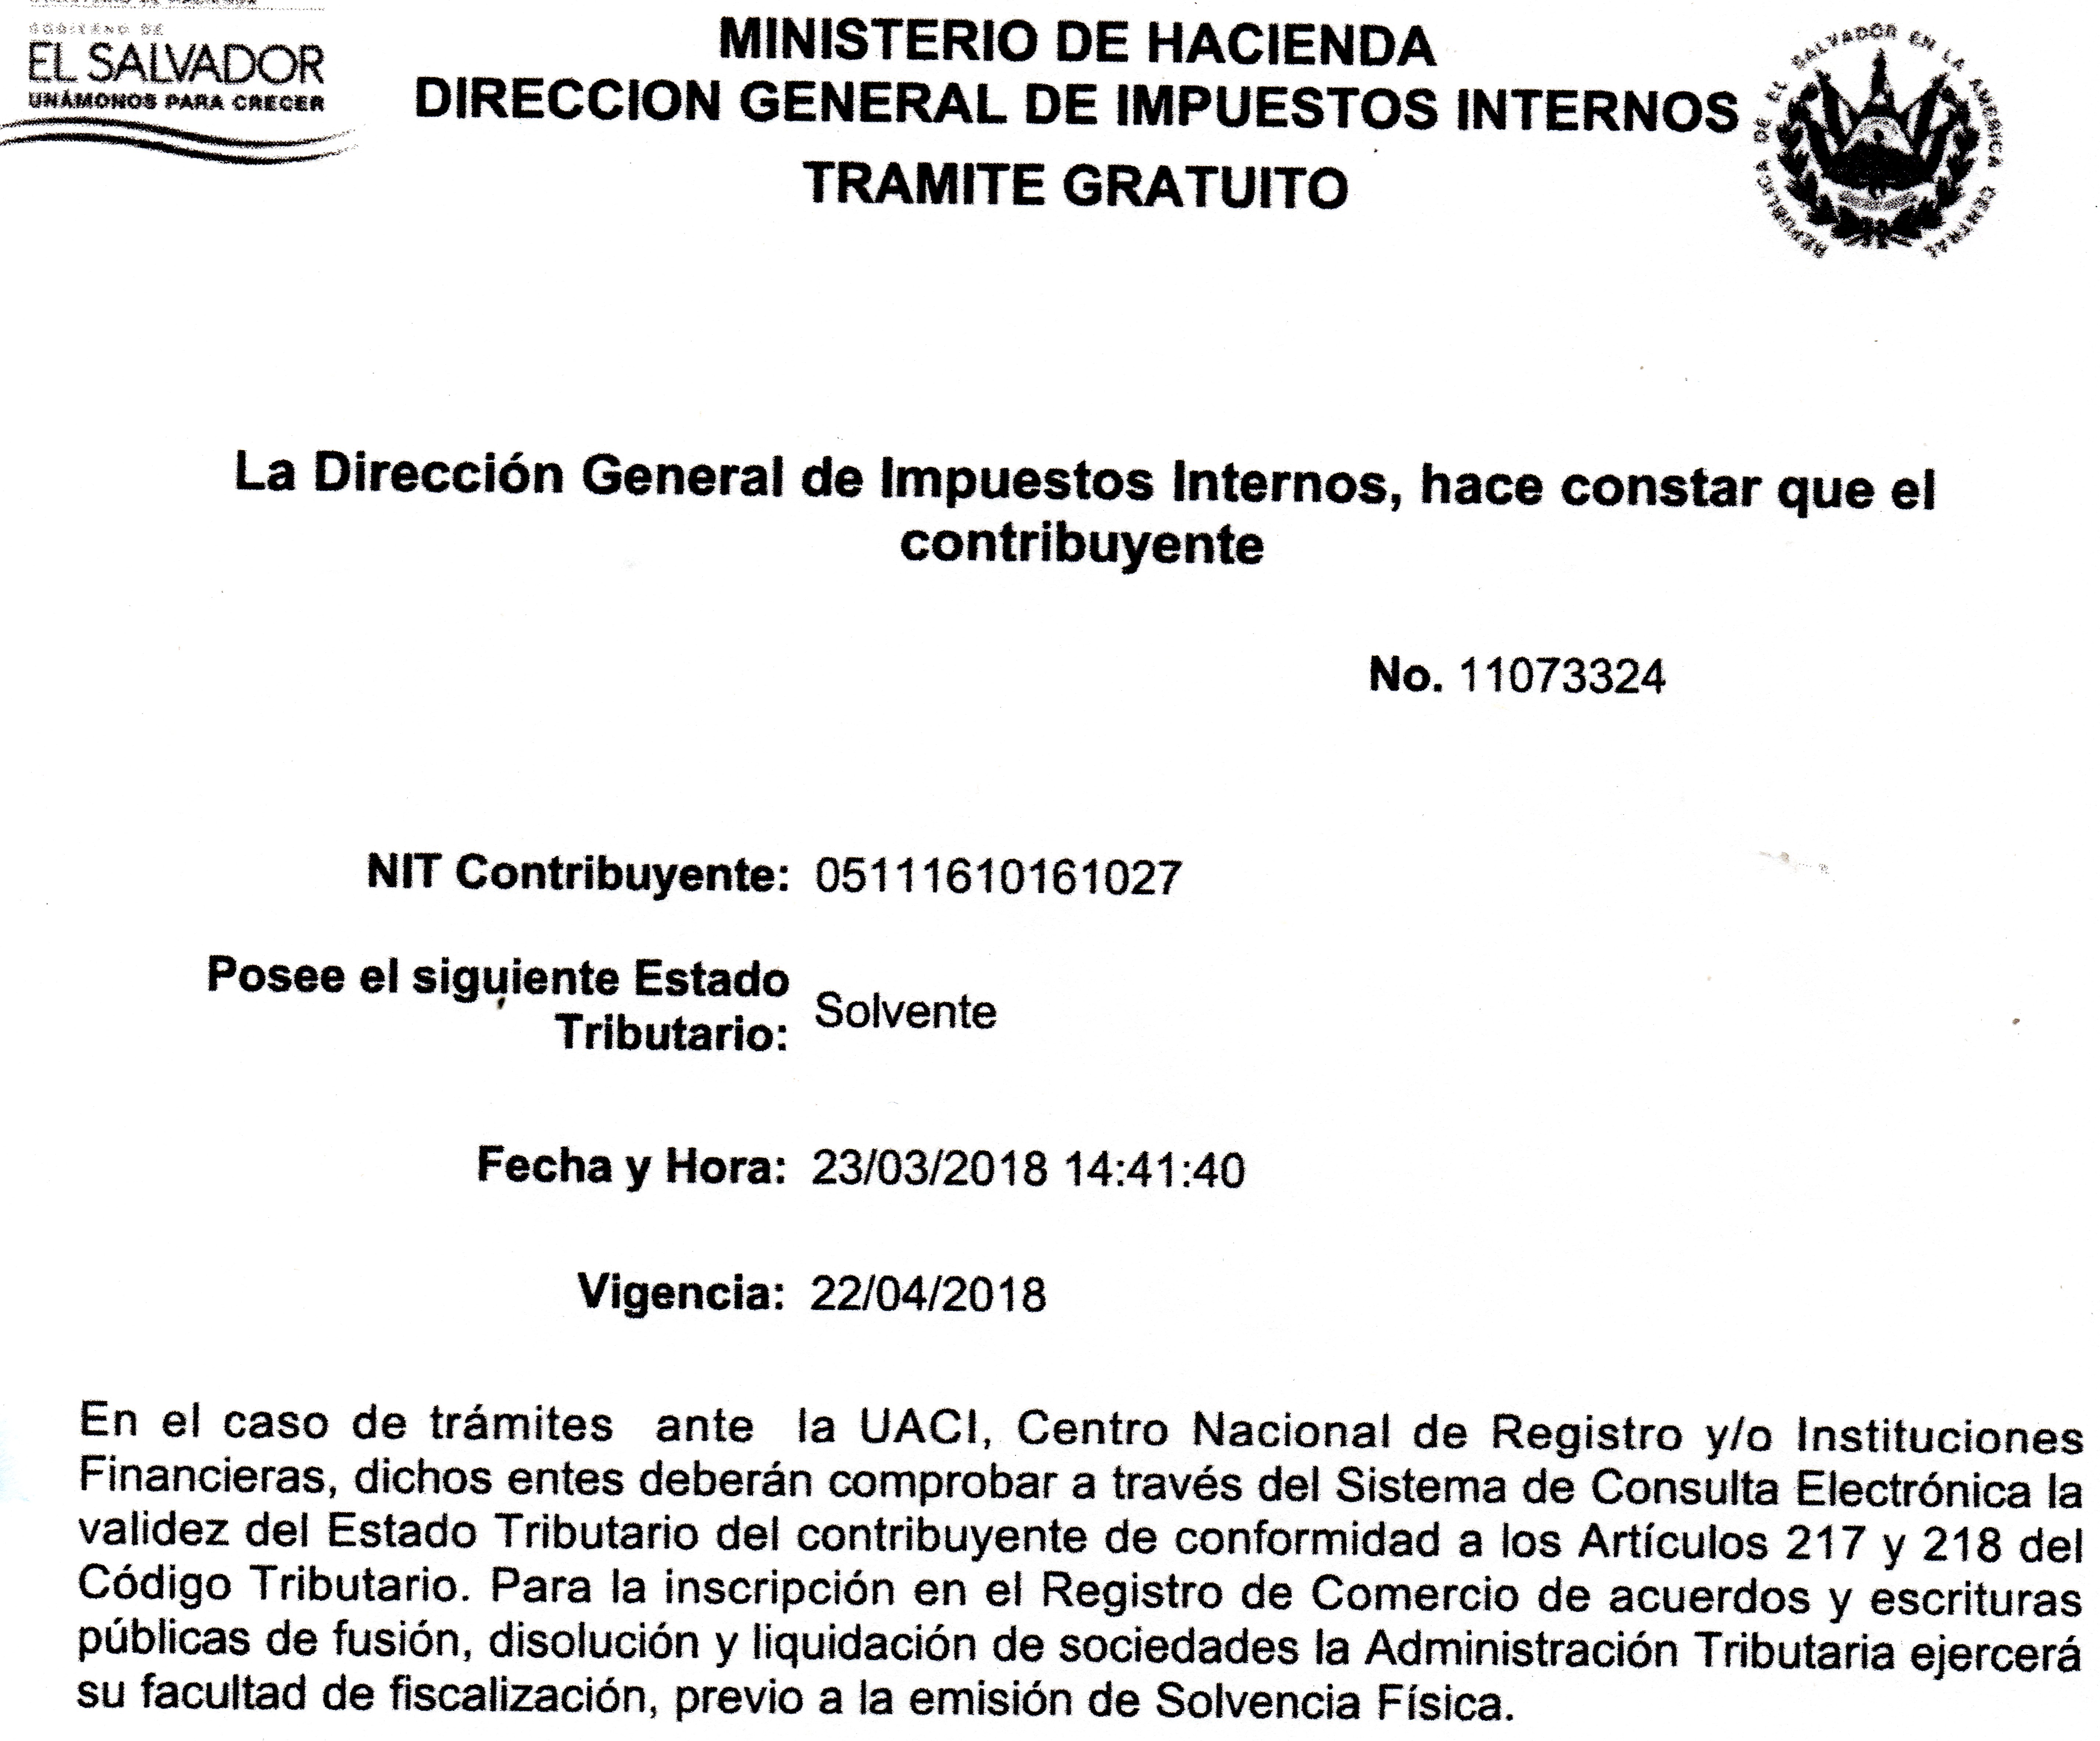 GOBIERNO DE
EL SALVADOR
UNÁMONOS PARA CRECER
MINISTERIO DE HACIENDA
DIRECCION GENERAL DE IMPUESTOS INTERNOS
TRAMITE GRATUITO
REPUBLICA DE EL SALVADOR EN LA AMERICA CENTRAL
La Dirección General de Impuestos Internos, hace constar que el
contribuyente
No. 11073324
NIT Contribuyente: 05111610161027
Posee el siguiente Estado
Tributario: Solvente
Fecha y Hora: 23/03/2018 14:41:40
Vigencia: 22/04/2018
En el caso de trámites ante la UACI, Centro Nacional de Registro y/o Instituciones
Financieras, dichos entes deberán comprobar a través del Sistema de Consulta Electrónica la
validez del Estado Tributario del contribuyente de conformidad a los Artículos 217 y 218 del
Código Tributario. Para la inscripción en el Registro de Comercio de acuerdos y escrituras
públicas de fusión, disolución y liquidación de sociedades la Administración Tributaria ejercerá
su facultad de fiscalización, previo a la emisión de Solvencia Física.